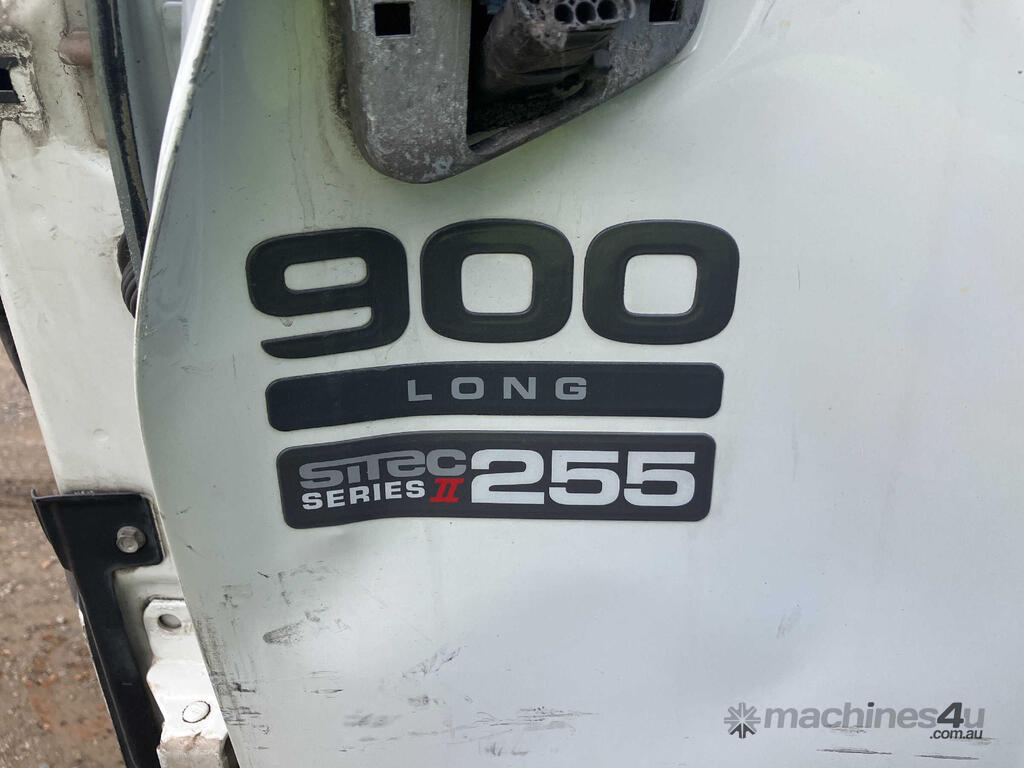 900
LONG
SiTEC
SERIES II 255
machines4u
.com.au